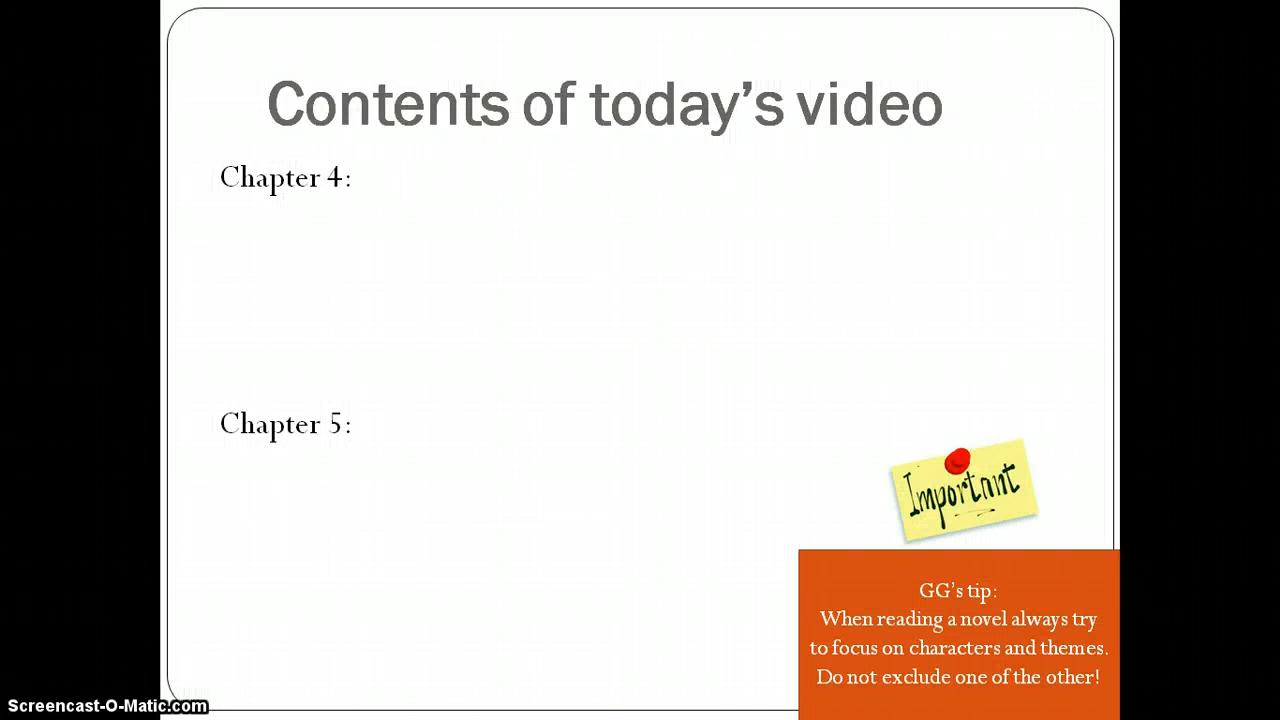 Contents of today’s video
Chapter 4:
Chapter 5:
Important
GG’s tip:
When reading a novel always try
to focus on characters and themes.
Do not exclude one of the other!
Screencast-O-Matic.com